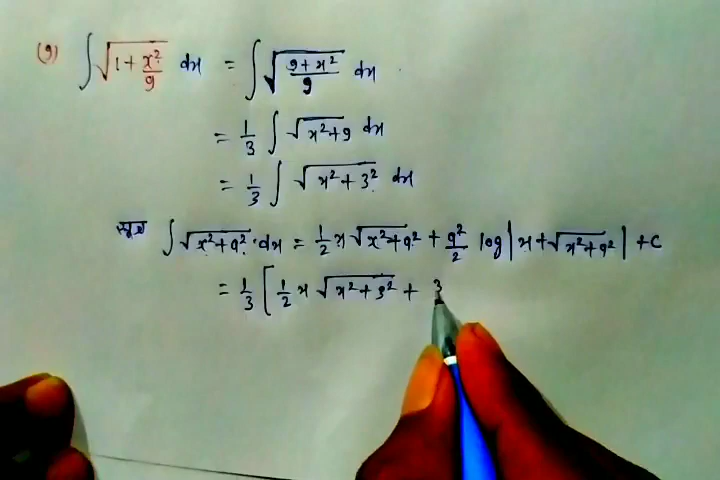 (9) ∫ √(1 + x²/9) dx = ∫ √((9 + x²)/9) dx
= 1/3 ∫ √(x² + 9) dx
= 1/3 ∫ √(x² + 3²) dx
सूत्र ∫ √(x² + a²) · dx = 1/2 x √(x² + a²) + a²/2 log |x + √(x² + a²)| + c
= 1/3 [ 1/2 x √(x² + 3²) + 3